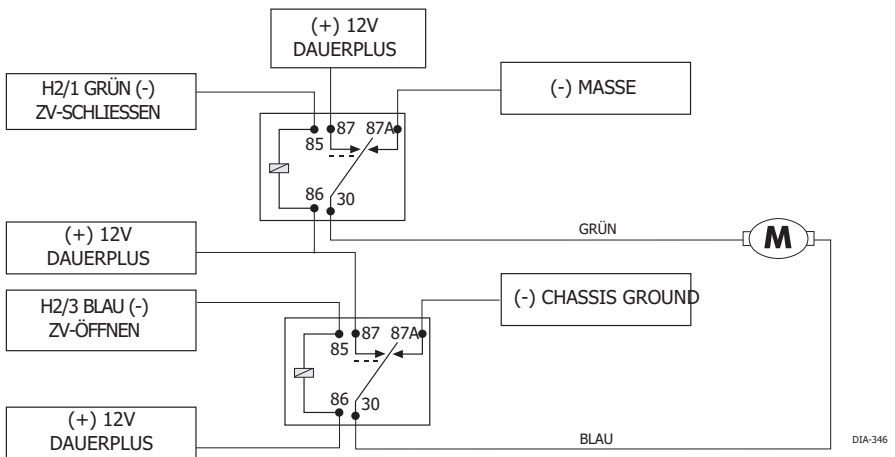 (+) 12V
DAUERPLUS
H2/1 GRÜN (-)
ZV-SCHLIESSEN
(-) MASSE
87 87A
85
86
30
GRÜN
M
(+) 12V
DAUERPLUS
(-) CHASSIS GROUND
H2/3 BLAU (-)
ZV-ÖFFNEN
87 87A
85
86
30
(+) 12V
DAUERPLUS
BLAU
DIA-346